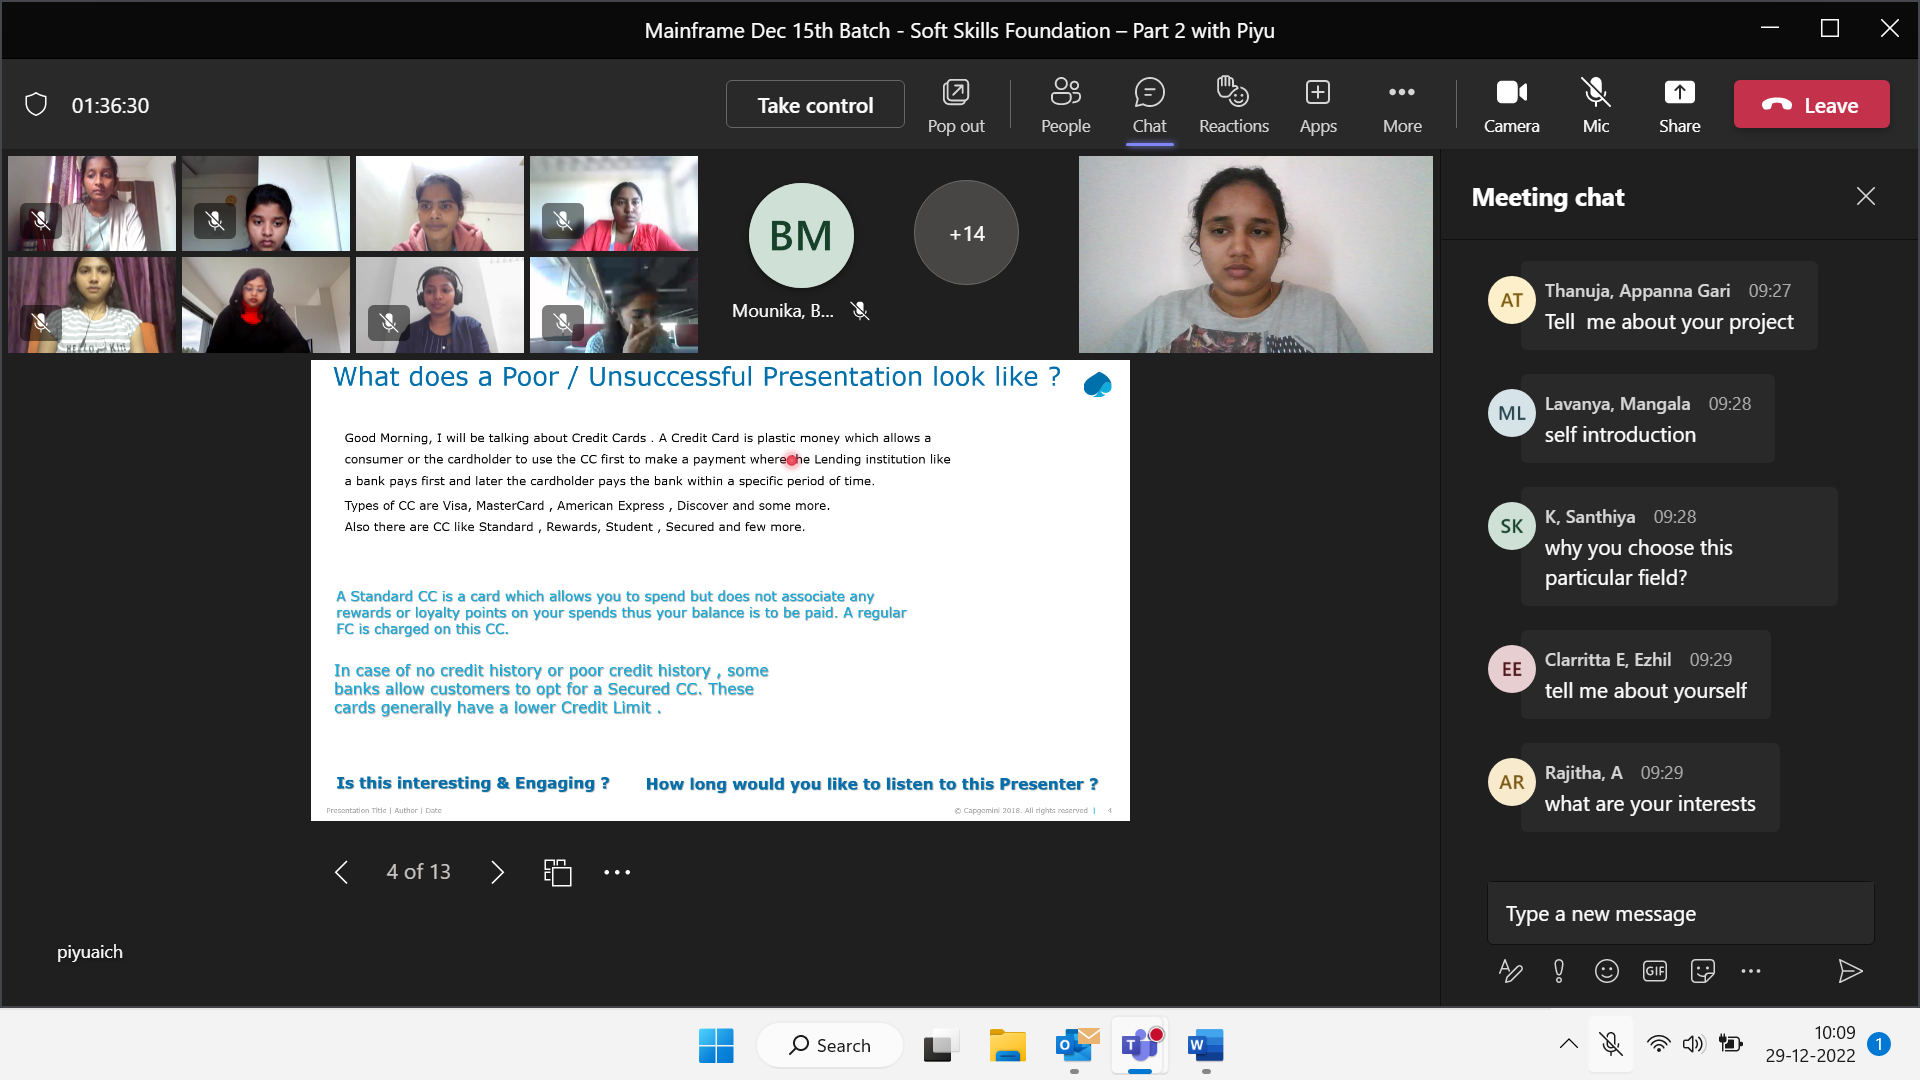 Mainframe Dec 15th Batch - Soft Skills Foundation – Part 2 with Piyu
01:36:30
Take control
Pop out
People
Chat
Reactions
Apps
More
Camera
Mic
Share
Leave
BM
+14
Mounika, B...
What does a Poor / Unsuccessful Presentation look like ?
Good Morning, I will be talking about Credit Cards . A Credit Card is plastic money which allows a
consumer or the cardholder to use the CC first to make a payment where he Lending institution like
a bank pays first and later the cardholder pays the bank within a specific period of time.
Types of CC are Visa, MasterCard , American Express , Discover and some more.
Also there are CC like Standard , Rewards, Student , Secured and few more.
A Standard CC is a card which allows you to spend but does not associate any
rewards or loyalty points on your spends thus your balance is to be paid. A regular
FC is charged on this CC.
In case of no credit history or poor credit history , some
banks allow customers to opt for a Secured CC. These
cards generally have a lower Credit Limit .
Is this interesting & Engaging ?
How long would you like to listen to this Presenter ?
Presentation Title | Author | Date
© Capgemini 2018. All rights reserved | 4
4 of 13
piyuaich
Meeting chat
AT
Thanuja, Appanna Gari 09:27
Tell me about your project
ML
Lavanya, Mangala 09:28
self introduction
SK
K, Santhiya 09:28
why you choose this
particular field?
EE
Clarritta E, Ezhil 09:29
tell me about yourself
AR
Rajitha, A 09:29
what are your interests
Type a new message
GIF
Search
10:09
29-12-2022
1